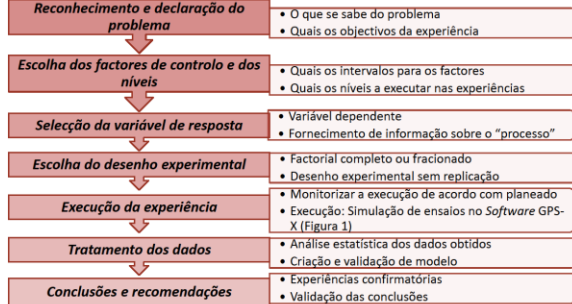 Reconhecimento e declaração do
problema
• O que se sabe do problema
• Quais os objectivos da experiência
Escolha dos factores de controlo e dos
níveis
• Quais os intervalos para os factores
• Quais os níveis a executar nas experiências
Selecção da variável de resposta
• Variável dependente
• Fornecimento de informação sobre o “processo”
Escolha do desenho experimental
• Factorial completo ou fracionado
• Desenho experimental sem replicação
Execução da experiência
• Monitorizar a execução de acordo com planeado
• Execução: Simulação de ensaios no Software GPS-
X (Figura 1)
Tratamento dos dados
• Análise estatística dos dados obtidos
• Criação e validação de modelo
Conclusões e recomendações
• Experiências confirmatórias
• Validação das conclusões